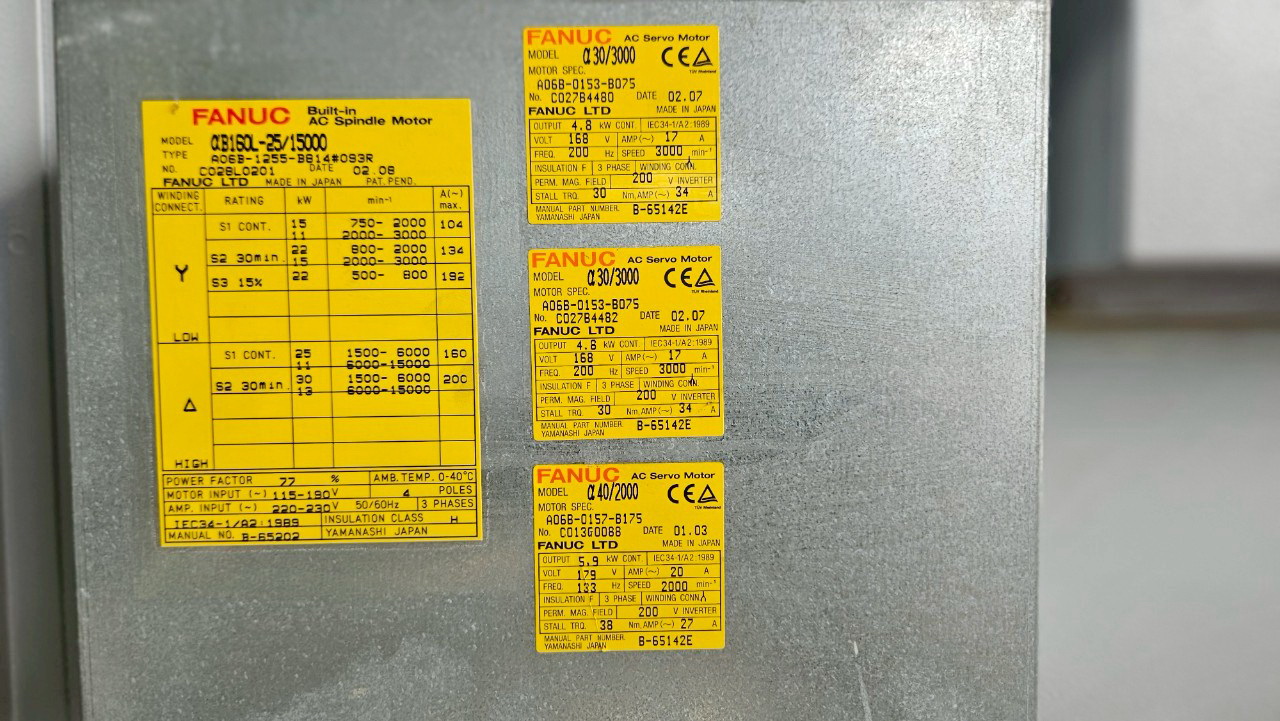 FANUC Built-in AC Spindle Motor
MODEL αB160L-25/15000
TYPE A06B-1255-B814#093R
NO. C028L0201 DATE 02.08
FANUC LTD MADE IN JAPAN PAT.PEND.
WINDING CONNECT. RATING kW min⁻¹ A(~) max.
Y
S1 CONT. 15 750- 2000 104
11 2000- 3000
S2 30min. 22 800- 2000 134
15 2000- 3000
S3 15% 22 500- 800 192
LOW
Δ
S1 CONT. 25 1500- 6000 160
11 6000-15000
S2 30min. 30 1500- 6000 200
13 6000-15000
HIGH
POWER FACTOR 77 % AMB.TEMP. 0-40°C
MOTOR INPUT (~) 115-190V 4 POLES
AMP. INPUT (~) 220-230V 50/60Hz 3 PHASES
IEC34-1/A2:1989 INSULATION CLASS H
MANUAL NO. B-65202 YAMANASHI JAPAN
FANUC AC Servo Motor
MODEL α30/3000 CE
TÜV Rheinland
MOTOR SPEC.
A06B-0153-B075
No. C027B4480 DATE 02.07
FANUC LTD MADE IN JAPAN
OUTPUT 4.8 kW CONT. IEC34-1/A2:1989
VOLT 168 V AMP(~) 17 A
FREQ. 200 Hz SPEED 3000 min⁻¹
INSULATION F 3 PHASE WINDING CONN.
PERM. MAG. FIELD 200 V INVERTER
STALL TRQ. 30 Nm.AMP(~) 34 A
MANUAL PART NUMBER. B-65142E
YAMANASHI JAPAN
FANUC AC Servo Motor
MODEL α30/3000 CE
TÜV Rheinland
MOTOR SPEC.
A06B-0153-B075
No. C027B4482 DATE 02.07
FANUC LTD MADE IN JAPAN
OUTPUT 4.8 kW CONT. IEC34-1/A2:1989
VOLT 168 V AMP(~) 17 A
FREQ. 200 Hz SPEED 3000 min⁻¹
INSULATION F 3 PHASE WINDING CONN.
PERM. MAG. FIELD 200 V INVERTER
STALL TRQ. 30 Nm.AMP(~) 34 A
MANUAL PART NUMBER. B-65142E
YAMANASHI JAPAN
FANUC AC Servo Motor
MODEL α40/2000 CE
TÜV Rheinland
MOTOR SPEC.
A06B-0157-B175
No. C013G0088 DATE 01.03
FANUC LTD MADE IN JAPAN
OUTPUT 5.9 kW CONT. IEC34-1/A2:1989
VOLT 179 V AMP(~) 20 A
FREQ. 133 Hz SPEED 2000 min⁻¹
INSULATION F 3 PHASE WINDING CONN.
PERM. MAG. FIELD 200 V INVERTER
STALL TRQ. 38 Nm.AMP(~) 27 A
MANUAL PART NUMBER. B-65142E
YAMANASHI JAPAN